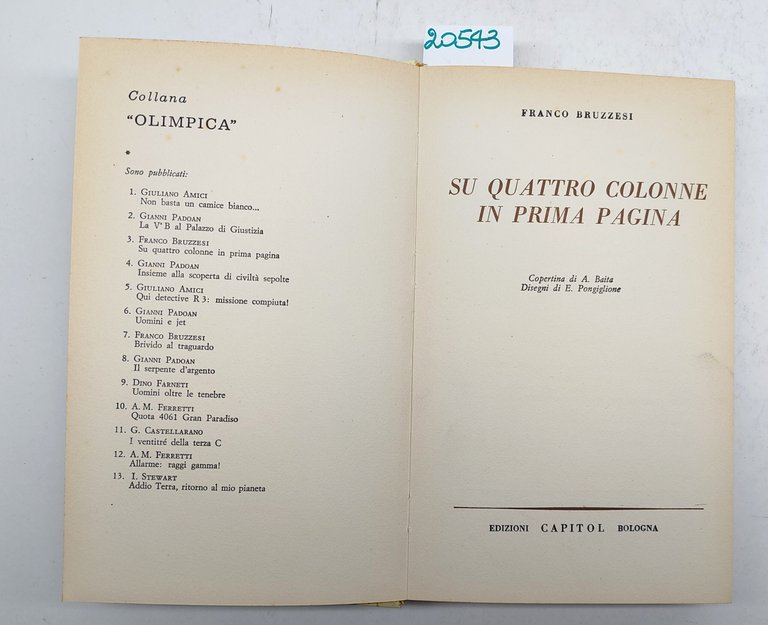 20543
Collana
"OLIMPICA"
*
Sono pubblicati:
1. GIULIANO AMICI
Non basta un camice bianco...
2. GIANNI PADOAN
La Vª B al Palazzo di Giustizia
3. FRANCO BRUZZESI
Su quattro colonne in prima pagina
4. GIANNI PADOAN
Insieme alla scoperta di civiltà sepolte
5. GIULIANO AMICI
Qui detective R 3: missione compiuta!
6. GIANNI PADOAN
Uomini e jet
7. FRANCO BRUZZESI
Brivido al traguardo
8. GIANNI PADOAN
Il serpente d'argento
9. DINO FARNETI
Uomini oltre le tenebre
10. A. M. FERRETTI
Quota 4061 Gran Paradiso
11. G. CASTELLARANO
I ventitré della terza C
12. A. M. FERRETTI
Allarme: raggi gamma!
13. I. STEWART
Addio Terra, ritorno al mio pianeta
FRANCO BRUZZESI
SU QUATTRO COLONNE
IN PRIMA PAGINA
Copertina di A. Baita
Disegni di E. Pongiglione
EDIZIONI CAPITOL BOLOGNA